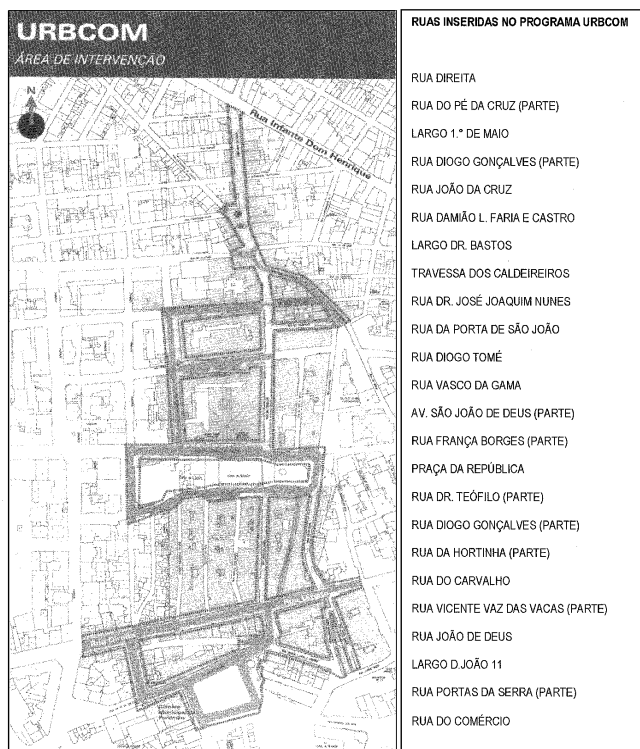 URBCOM
ÁREA DE INTERVENÇÃO
N
Rua Infante Dom Henrique
RUAS INSERIDAS NO PROGRAMA URBCOM
RUA DIREITA
RUA DO PÉ DA CRUZ (PARTE)
LARGO 1.º DE MAIO
RUA DIOGO GONÇALVES (PARTE)
RUA JOÃO DA CRUZ
RUA DAMIÃO L. FARIA E CASTRO
LARGO DR. BASTOS
TRAVESSA DOS CALDEIREIROS
RUA DR. JOSÉ JOAQUIM NUNES
RUA DA PORTA DE SÃO JOÃO
RUA DIOGO TOMÉ
RUA VASCO DA GAMA
AV. SÃO JOÃO DE DEUS (PARTE)
RUA FRANÇA BORGES (PARTE)
PRAÇA DA REPÚBLICA
RUA DR. TEÓFILO (PARTE)
RUA DIOGO GONÇALVES (PARTE)
RUA DA HORTINHA (PARTE)
RUA DO CARVALHO
RUA VICENTE VAZ DAS VACAS (PARTE)
RUA JOÃO DE DEUS
LARGO D.JOÃO 11
RUA PORTAS DA SERRA (PARTE)
RUA DO COMÉRCIO